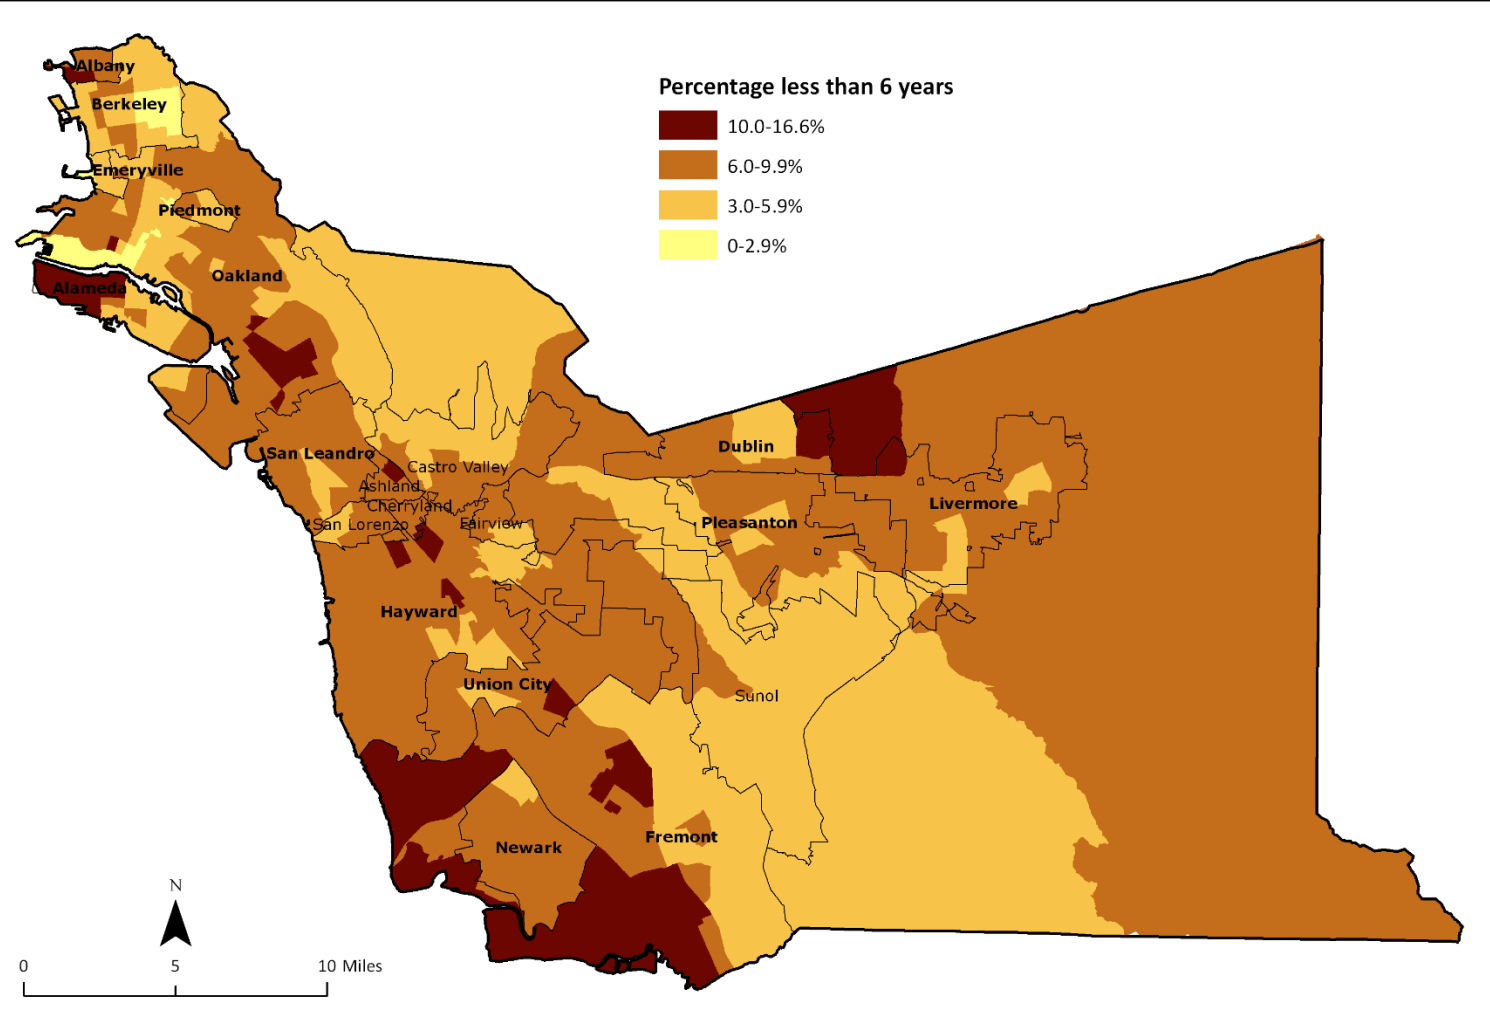 Albany
Percentage less than 6 years
Berkeley
10.0-16.6%
6.0-9.9%
Emeryville
3.0-5.9%
Piedmont
0-2.9%
Oakland
Alameda
Dublin
San Leandro
Castro Valley
Ashland
Livermore
Cherryland
San Lorenzo
Fairview
Pleasanton
Hayward
Union City
Sunol
Fremont
Newark
N
0 5 10 Miles